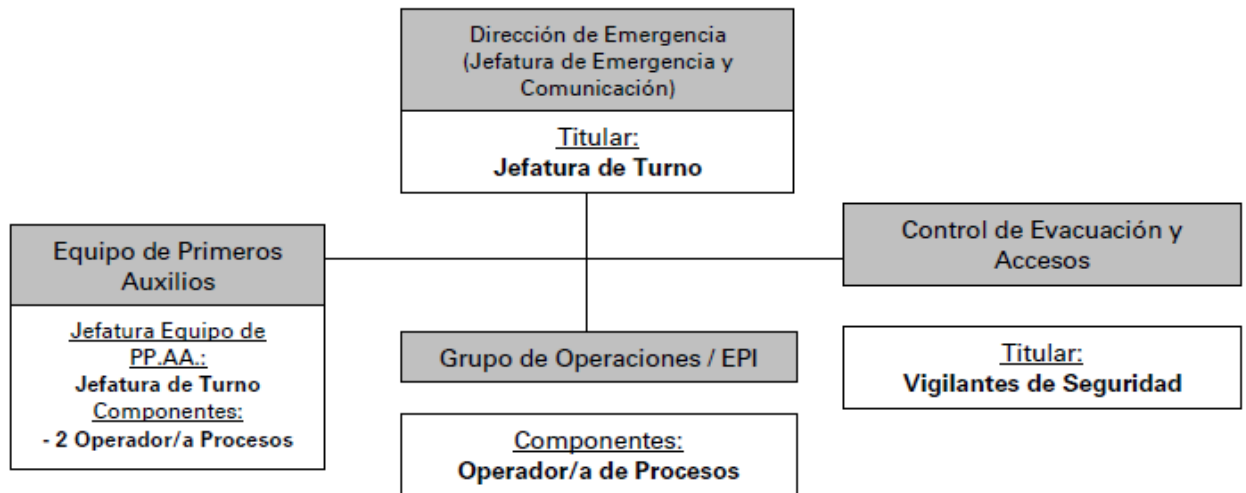 Dirección de Emergencia
(Jefatura de Emergencia y
Comunicación)
Titular:
Jefatura de Turno
Equipo de Primeros
Auxilios
Jefatura Equipo de
PP.AA.:
Jefatura de Turno
Componentes:
- 2 Operador/a Procesos
Grupo de Operaciones / EPI
Componentes:
Operador/a de Procesos
Control de Evacuación y
Accesos
Titular:
Vigilantes de Seguridad